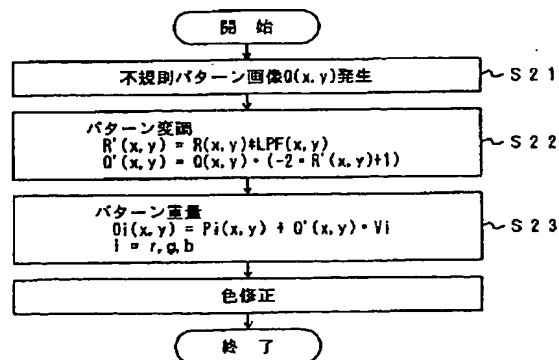 開始
不規則パターン画像Q(x,y)発生
S21
パターン変調
R'(x,y) = R(x,y)*LPF(x,y)
Q'(x,y) = Q(x,y)・(-2・R'(x,y)+1)
S22
パターン重量
Oi(x,y) = Pi(x,y) + Q'(x,y)・Vi
i = r,g,b
S23
色修正
終了